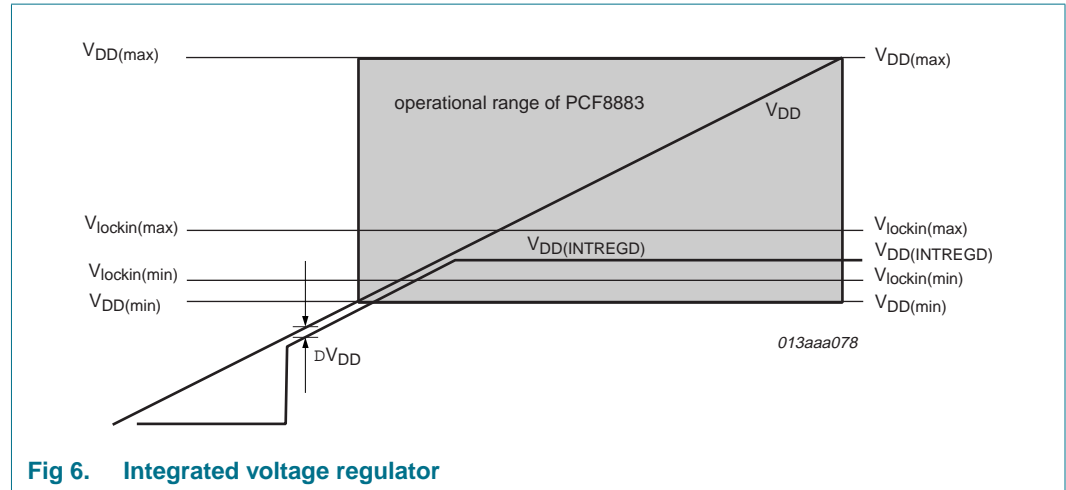 VDD(max) VDD(max)
operational range of PCF8883
VDD
Vlockin(max) Vlockin(max)
VDD(INTREGD) VDD(INTREGD)
Vlockin(min) Vlockin(min)
VDD(min) VDD(min)
013aaa078
DVDD
Fig 6. Integrated voltage regulator